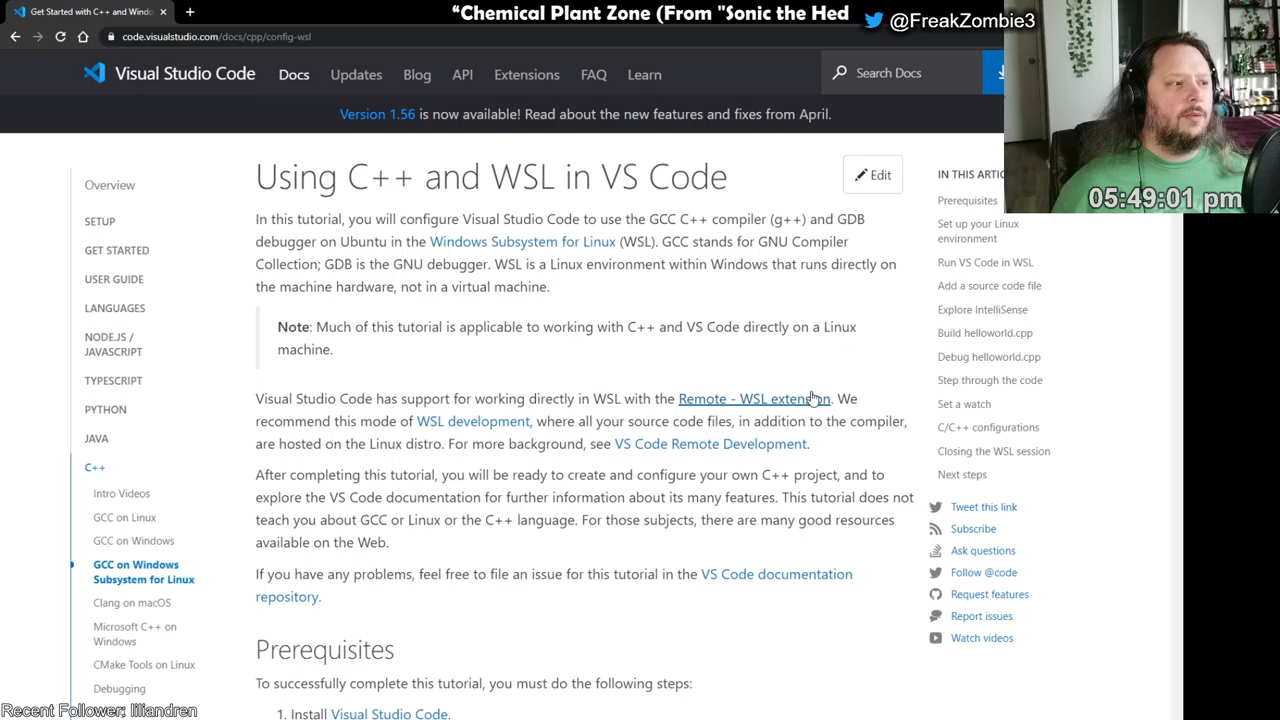 Get Started with C++ and Windo
"Chemical Plant Zone (From "Sonic the Hed
@FreakZombie3
code.visualstudio.com/docs/cpp/config-wsl
Visual Studio Code
Docs
Updates
Blog
API
Extensions
FAQ
Learn
Search Docs
Version 1.56 is now available! Read about the new features and fixes from April.
05:49:01 pm
Overview
SETUP
GET STARTED
USER GUIDE
LANGUAGES
NODE.JS /
JAVASCRIPT
TYPESCRIPT
PYTHON
JAVA
C++
Intro Videos
GCC on Linux
GCC on Windows
GCC on Windows
Subsystem for Linux
Clang on macOS
Microsoft C++ on
Windows
CMake Tools on Linux
Debugging
Using C++ and WSL in VS Code
Edit
In this tutorial, you will configure Visual Studio Code to use the GCC C++ compiler (g++) and GDB
debugger on Ubuntu in the Windows Subsystem for Linux (WSL). GCC stands for GNU Compiler
Collection; GDB is the GNU debugger. WSL is a Linux environment within Windows that runs directly on
the machine hardware, not in a virtual machine.
Note: Much of this tutorial is applicable to working with C++ and VS Code directly on a Linux
machine.
Visual Studio Code has support for working directly in WSL with the Remote - WSL extension. We
recommend this mode of WSL development, where all your source code files, in addition to the compiler,
are hosted on the Linux distro. For more background, see VS Code Remote Development.
After completing this tutorial, you will be ready to create and configure your own C++ project, and to
explore the VS Code documentation for further information about its many features. This tutorial does not
teach you about GCC or Linux or the C++ language. For those subjects, there are many good resources
available on the Web.
If you have any problems, feel free to file an issue for this tutorial in the VS Code documentation
repository.
Prerequisites
To successfully complete this tutorial, you must do the following steps:
1. Install Visual Studio Code.
IN THIS ARTIC
Prerequisites
Set up your Linux
environment
Run VS Code in WSL
Add a source code file
Explore IntelliSense
Build helloworld.cpp
Debug helloworld.cpp
Step through the code
Set a watch
C/C++ configurations
Closing the WSL session
Next steps
Tweet this link
Subscribe
Ask questions
Follow @code
Request features
Report issues
Watch videos
Recent Follower: liliandren